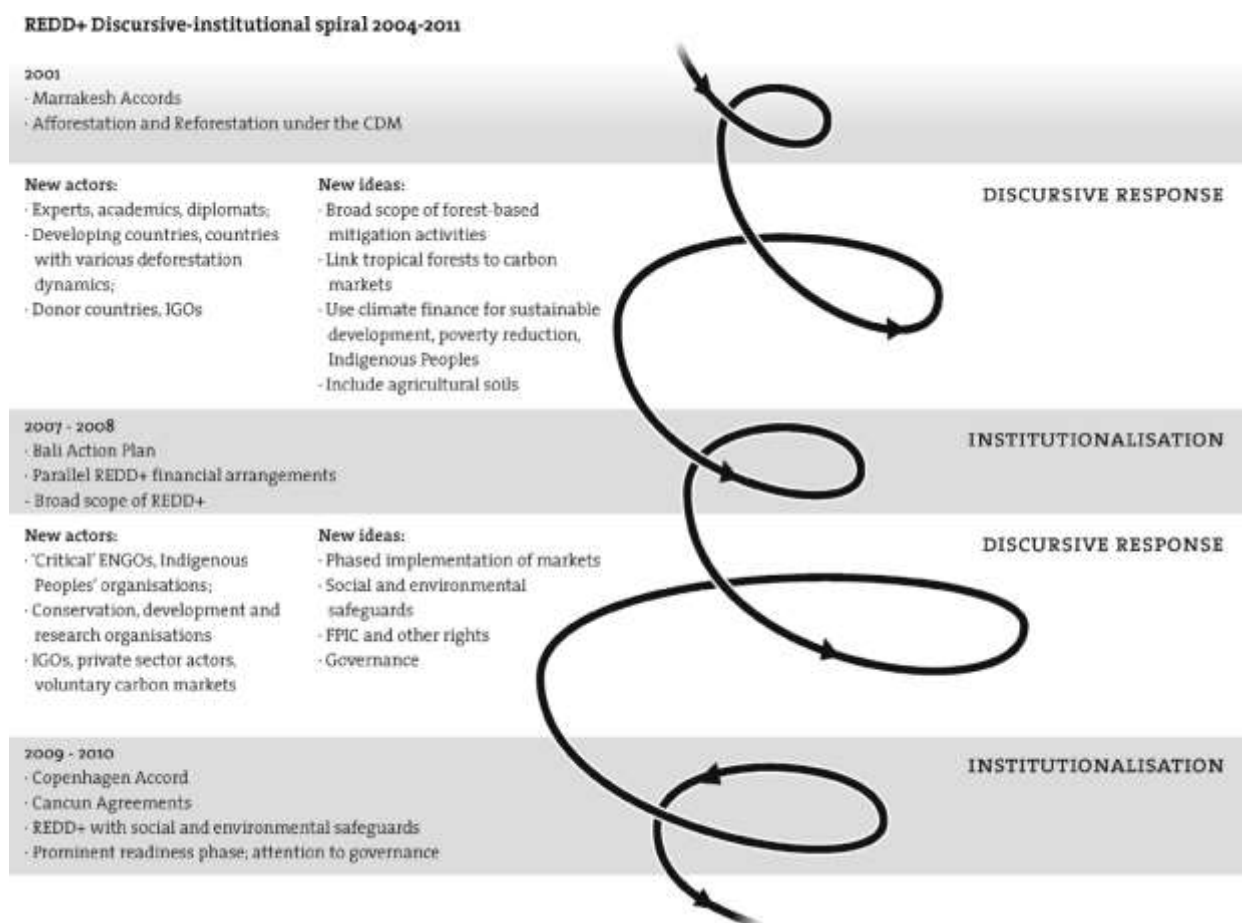 REDD+ Discursive-institutional spiral 2004-2011
2001
· Marrakesh Accords
· Afforestation and Reforestation under the CDM
New actors:
· Experts, academics, diplomats;
· Developing countries, countries
with various deforestation
dynamics;
· Donor countries, IGOs
New ideas:
· Broad scope of forest-based
mitigation activities
· Link tropical forests to carbon
markets
· Use climate finance for sustainable
development, poverty reduction,
Indigenous Peoples
· Include agricultural soils
DISCURSIVE RESPONSE
2007 - 2008
· Bali Action Plan
· Parallel REDD+ financial arrangements
- Broad scope of REDD+
INSTITUTIONALISATION
New actors:
· 'Critical' ENGOs, Indigenous
Peoples' organisations;
· Conservation, development and
research organisations
· IGOs, private sector actors,
voluntary carbon markets
New ideas:
· Phased implementation of markets
· Social and environmental
safeguards
· FPIC and other rights
· Governance
DISCURSIVE RESPONSE
2009 - 2010
· Copenhagen Accord
· Cancun Agreements
· REDD+ with social and environmental safeguards
· Prominent readiness phase; attention to governance
INSTITUTIONALISATION